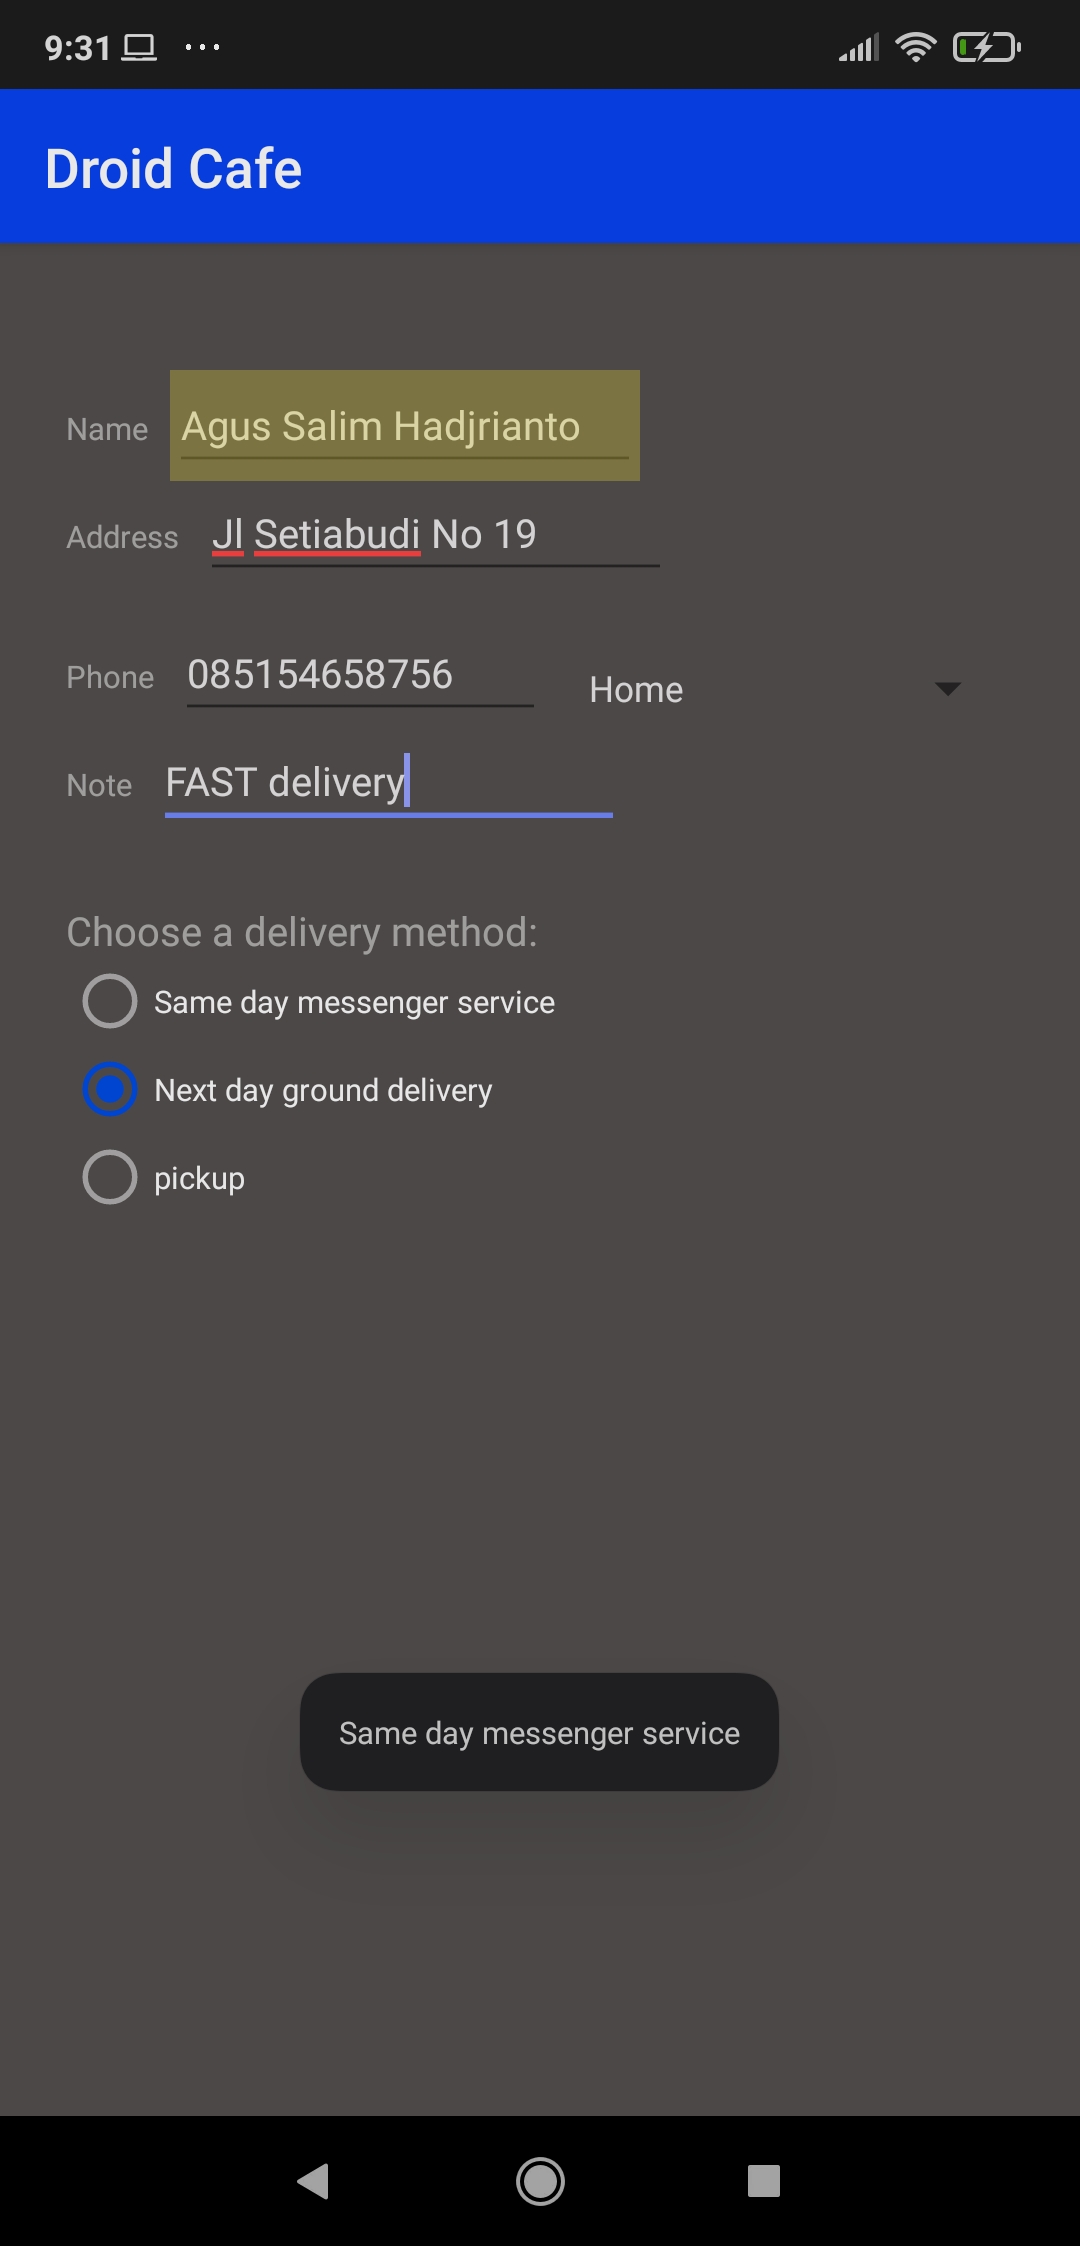 9:31
Droid Cafe
Name Agus Salim Hadjrianto
Address Jl Setiabudi No 19
Phone 085154658756 Home
Note FAST delivery
Choose a delivery method:
Same day messenger service
Next day ground delivery
pickup
Same day messenger service